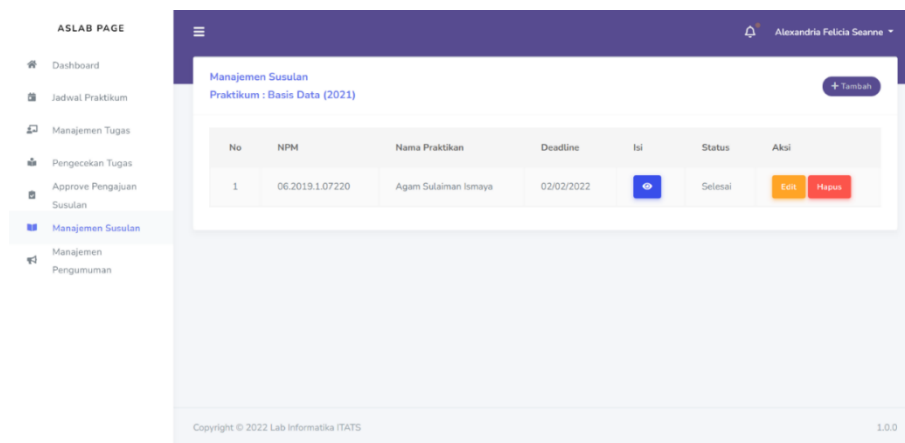 ASLAB PAGE
Alexandria Felicia Seanne
Dashboard
Jadwal Praktikum
Manajemen Tugas
Pengecekan Tugas
Approve Pengajuan
Susulan
Manajemen Susulan
Manajemen
Pengumuman
Manajemen Susulan
Praktikum : Basis Data (2021)
+ Tambah
No NPM Nama Praktikan Deadline Isi Status Aksi
1 06.2019.1.07220 Agam Sulaiman Ismaya 02/02/2022 Selesai Edit Hapus
Copyright © 2022 Lab Informatika ITATS 1.0.0